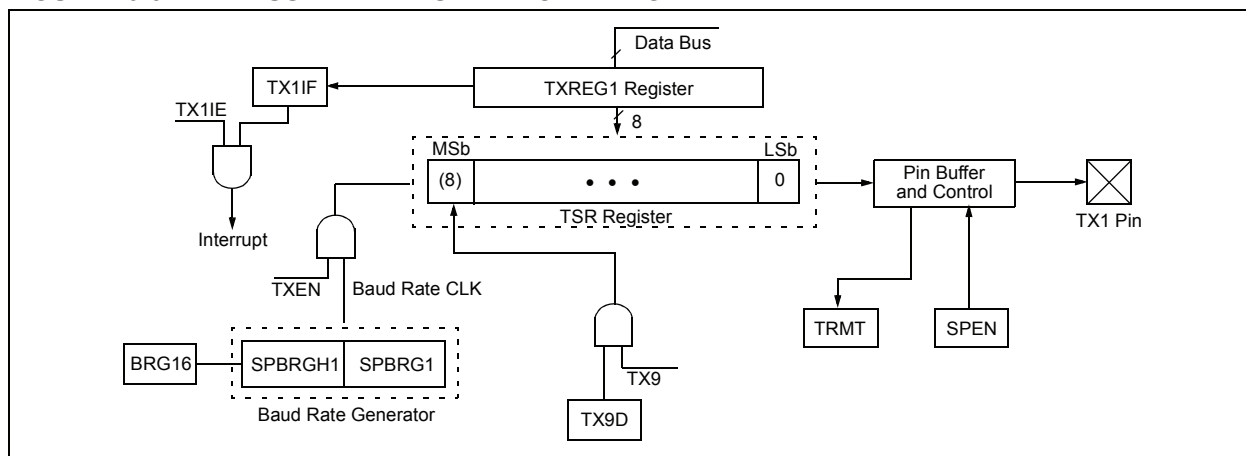 Data Bus
TX1IF
TXREG1 Register
TX1IE
8
MSb
LSb
(8)
• • •
0
Pin Buffer
and Control
TSR Register
TX1 Pin
Interrupt
TXEN
Baud Rate CLK
TRMT
SPEN
BRG16
SPBRGH1
SPBRG1
TX9
Baud Rate Generator
TX9D